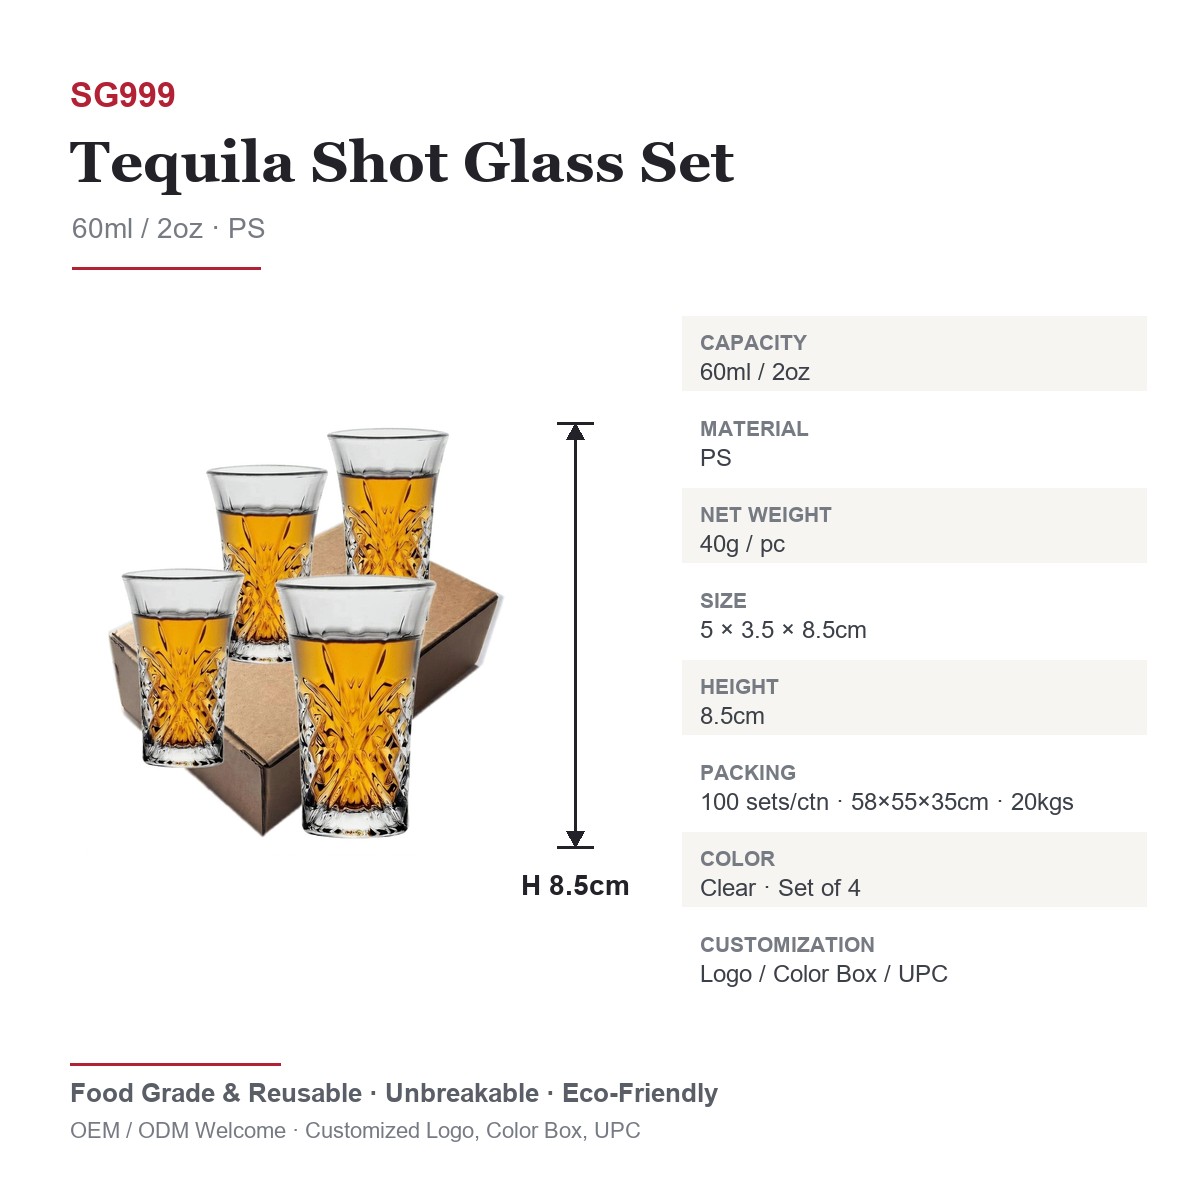 SG999
Tequila Shot Glass Set
60ml / 2oz · PS
CAPACITY
60ml / 2oz
MATERIAL
PS
NET WEIGHT
40g / pc
SIZE
5 × 3.5 × 8.5cm
HEIGHT
8.5cm
PACKING
100 sets/ctn · 58×55×35cm · 20kgs
COLOR
Clear · Set of 4
CUSTOMIZATION
Logo / Color Box / UPC
H 8.5cm
Food Grade & Reusable · Unbreakable · Eco-Friendly
OEM / ODM Welcome · Customized Logo, Color Box, UPC